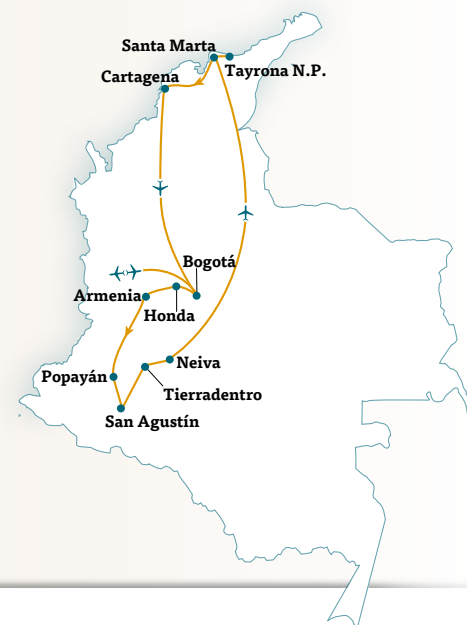 Santa Marta
Tayrona N.P.
Cartagena
Bogotá
Armenia
Honda
Neiva
Popayán
Tierradentro
San Agustín